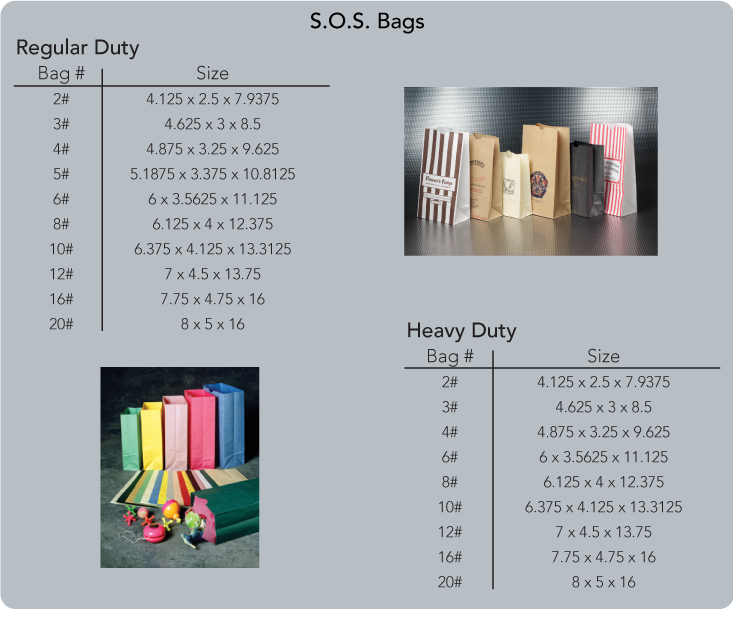 S.O.S. Bags
Regular Duty
Bag # Size
2# 4.125 x 2.5 x 7.9375
3# 4.625 x 3 x 8.5
4# 4.875 x 3.25 x 9.625
5# 5.1875 x 3.375 x 10.8125
6# 6 x 3.5625 x 11.125
8# 6.125 x 4 x 12.375
10# 6.375 x 4.125 x 13.3125
12# 7 x 4.5 x 13.75
16# 7.75 x 4.75 x 16
20# 8 x 5 x 16
Heavy Duty
Bag # Size
2# 4.125 x 2.5 x 7.9375
3# 4.625 x 3 x 8.5
4# 4.875 x 3.25 x 9.625
6# 6 x 3.5625 x 11.125
8# 6.125 x 4 x 12.375
10# 6.375 x 4.125 x 13.3125
12# 7 x 4.5 x 13.75
16# 7.75 x 4.75 x 16
20# 8 x 5 x 16